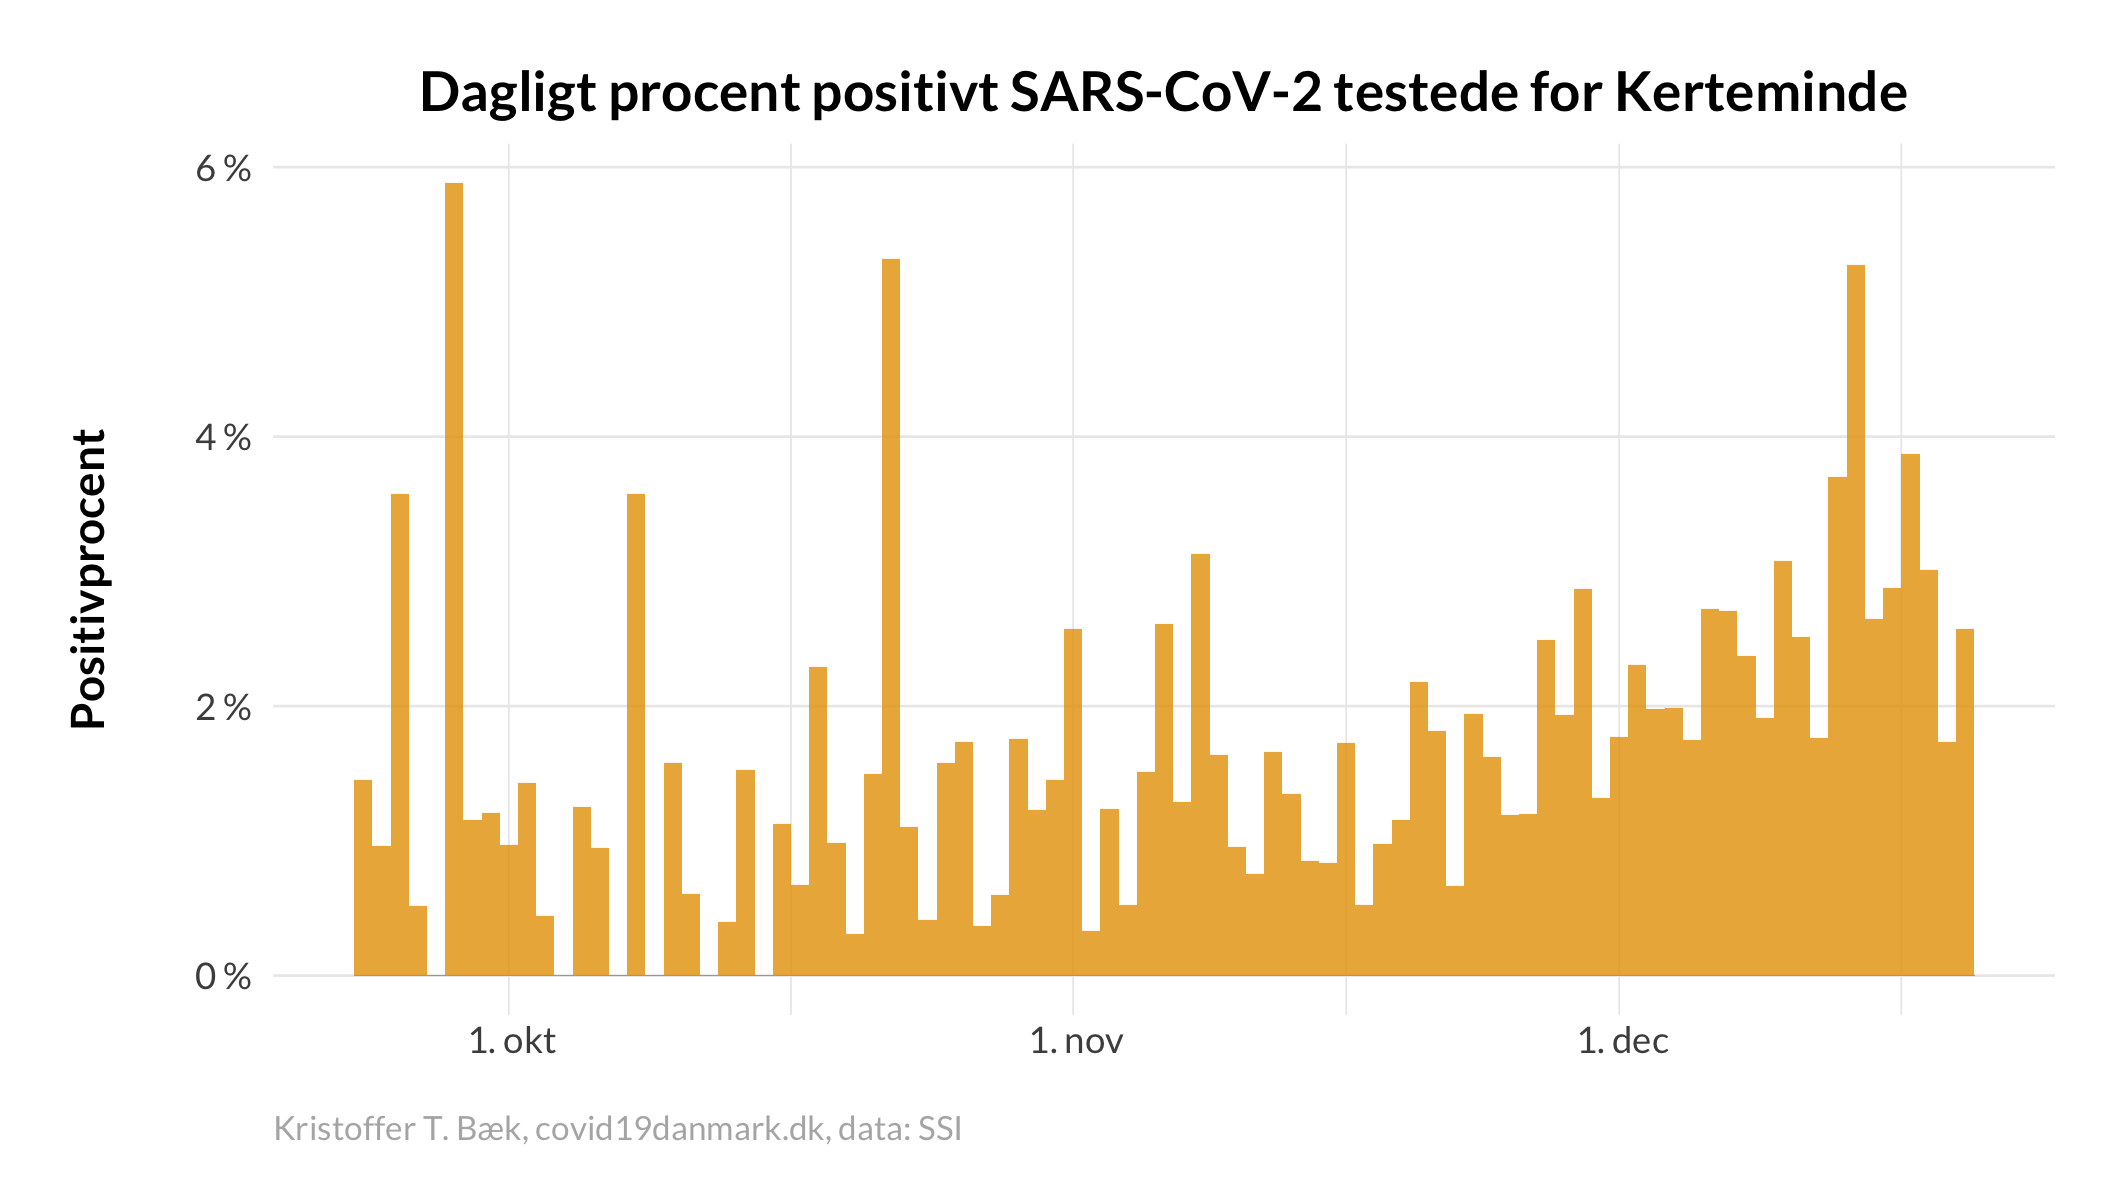 Dagligt procent positivt SARS-CoV-2 testede for Kerteminde
Positivprocent
6 %
4 %
2 %
0 %
1. okt
1. nov
1. dec
Kristoffer T. Bæk, covid19danmark.dk, data: SSI